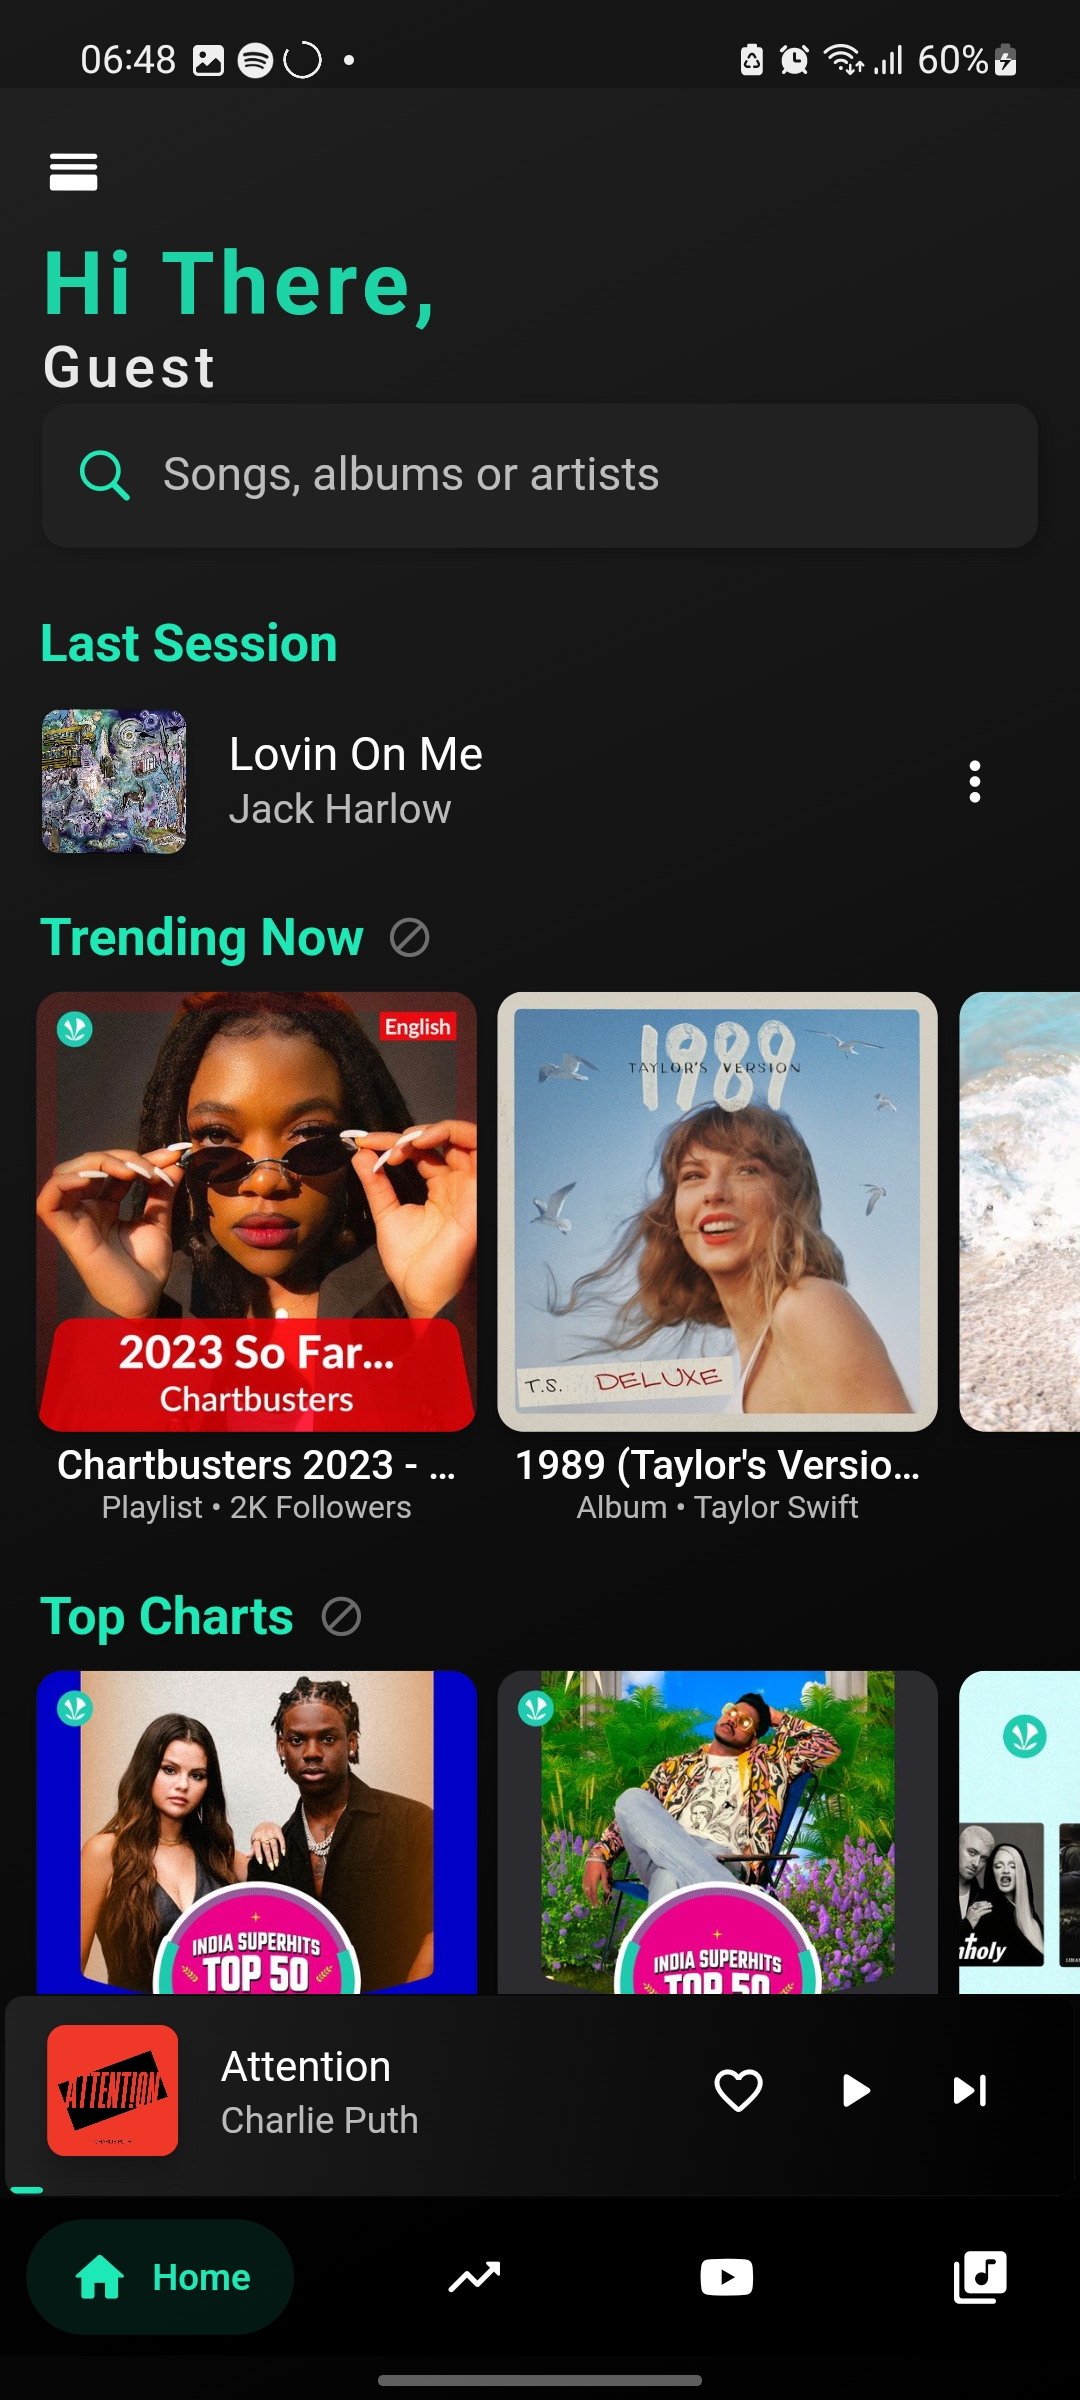 06:48
60%
Hi There,
Guest
Songs, albums or artists
Last Session
Lovin On Me
Jack Harlow
Trending Now
English
2023 So Far...
Chartbusters
1989
TAYLOR'S VERSION
T.S. DELUXE
Chartbusters 2023 - ...
Playlist • 2K Followers
1989 (Taylor's Versio...
Album • Taylor Swift
Top Charts
INDIA SUPERHITS
TOP 50
INDIA SUPERHITS
TOP 50
holy
ATTENTION
Attention
Charlie Puth
Home